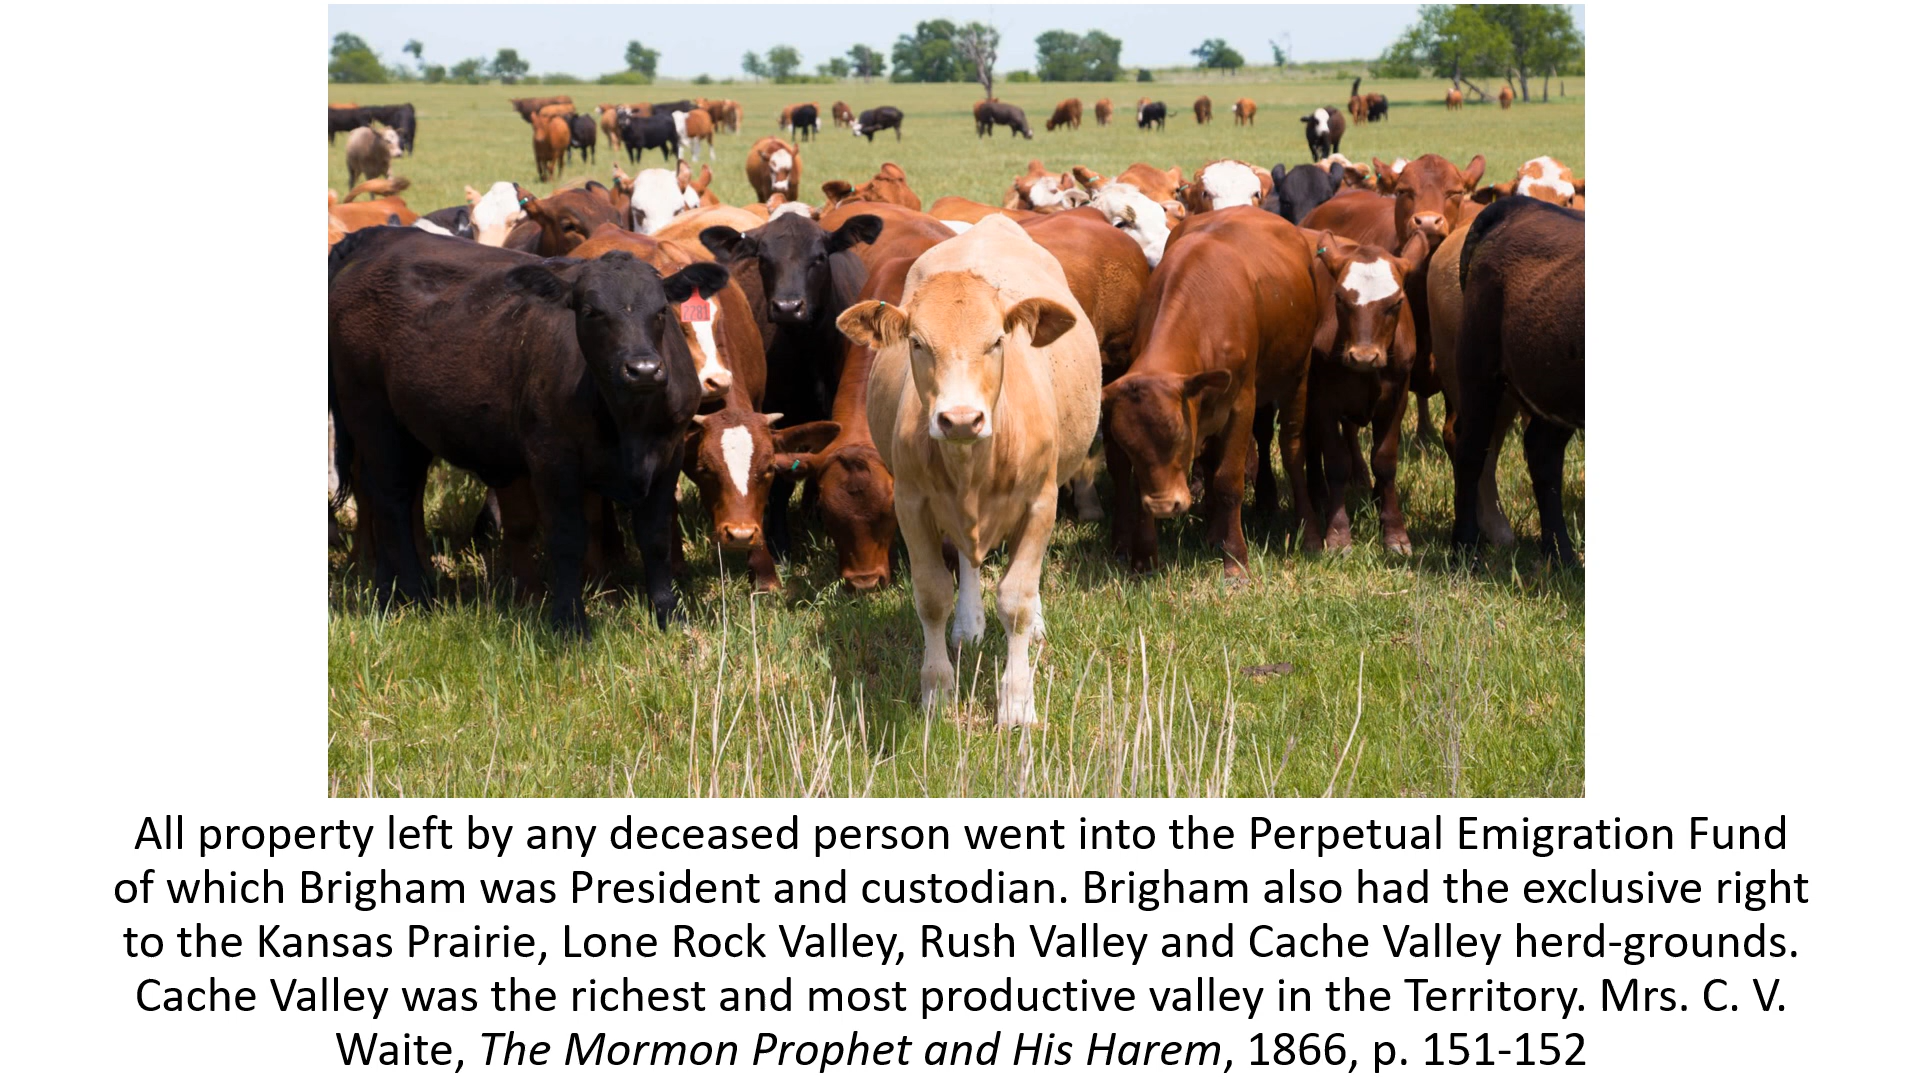 2281
All property left by any deceased person went into the Perpetual Emigration Fund
of which Brigham was President and custodian. Brigham also had the exclusive right
to the Kansas Prairie, Lone Rock Valley, Rush Valley and Cache Valley herd-grounds.
Cache Valley was the richest and most productive valley in the Territory. Mrs. C. V.
Waite, The Mormon Prophet and His Harem, 1866, p. 151-152